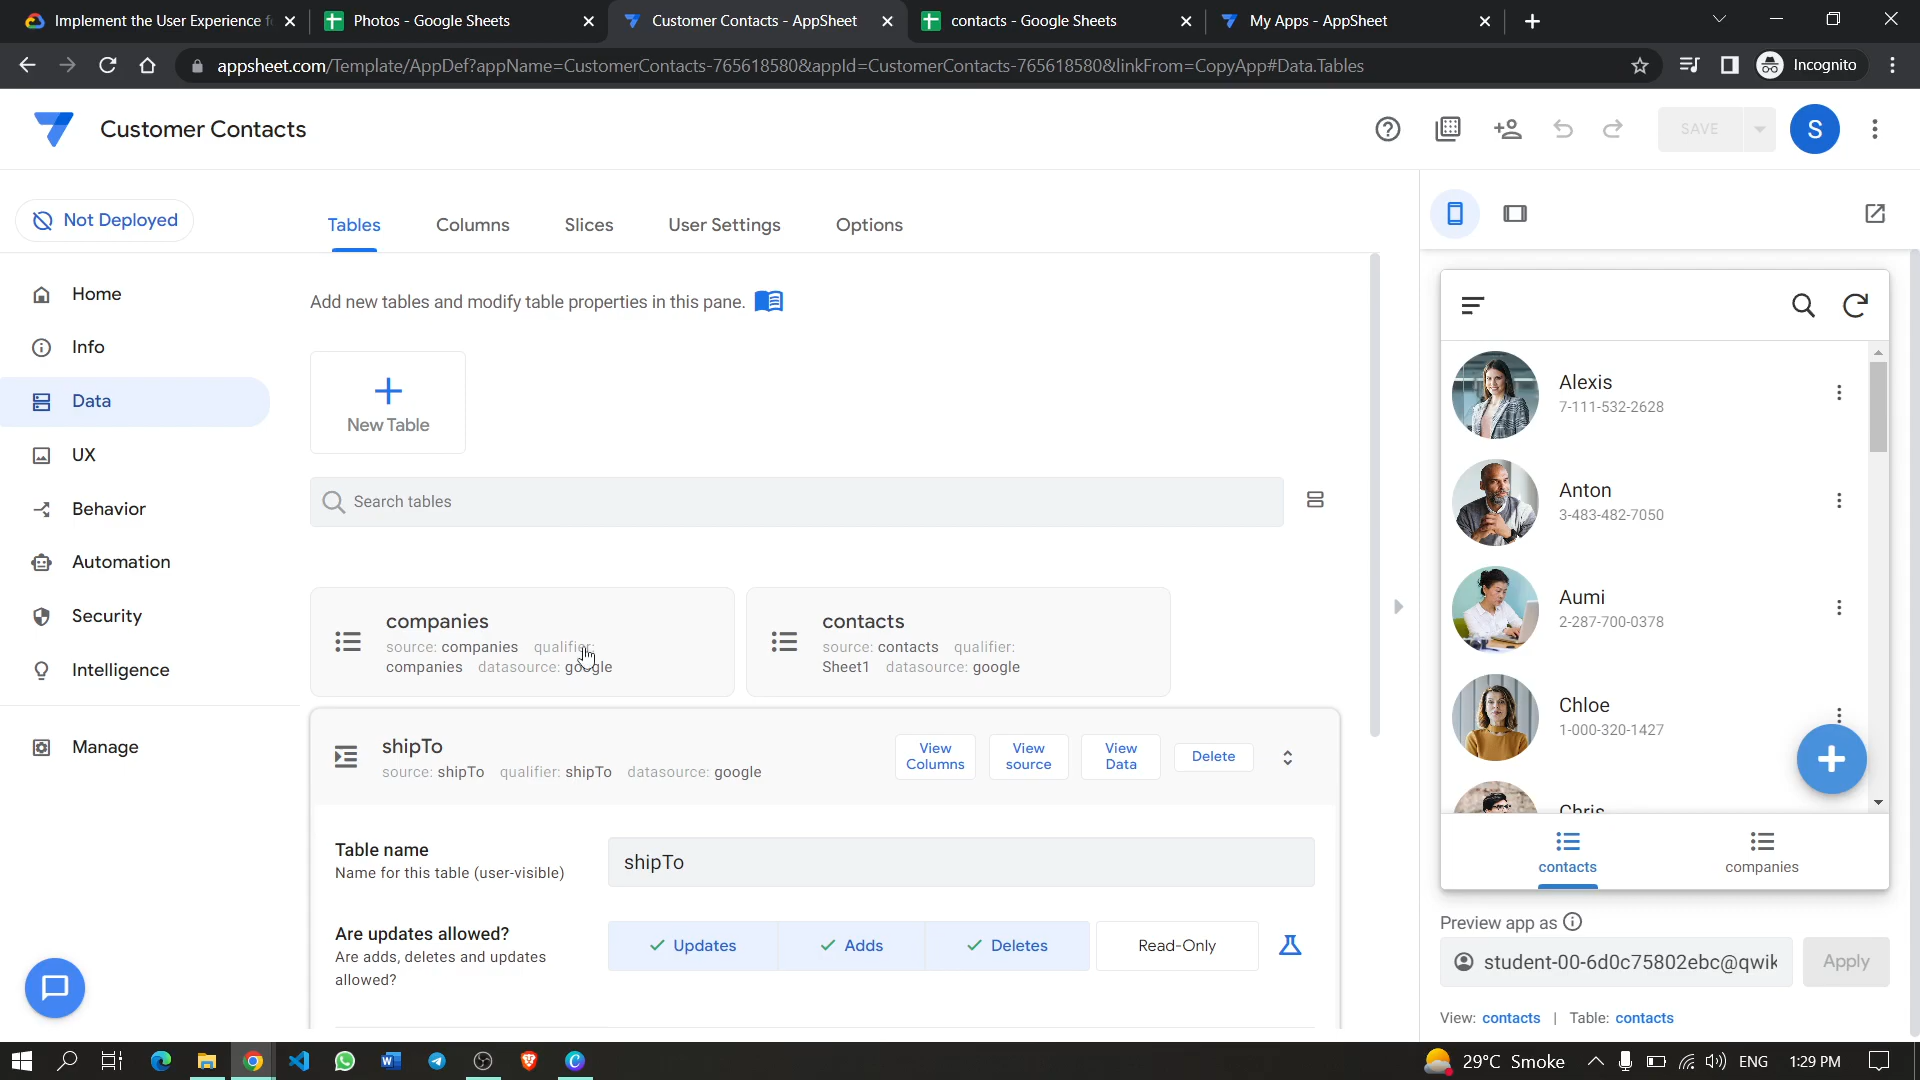 Implement the User Experience f
Photos - Google Sheets
Customer Contacts - AppSheet
contacts - Google Sheets
My Apps - AppSheet
appsheet.com/Template/AppDef?appName=CustomerContacts-765618580&appId=CustomerContacts-765618580&linkFrom=CopyApp#Data.Tables
Incognito
Customer Contacts
SAVE
S
Not Deployed
Tables
Columns
Slices
User Settings
Options
Home
Info
Data
UX
Behavior
Automation
Security
Intelligence
Manage
Add new tables and modify table properties in this pane.
New Table
Search tables
companies
source: companies qualifier:
companies datasource: google
contacts
source: contacts qualifier:
Sheet1 datasource: google
shipTo
source: shipTo qualifier: shipTo datasource: google
View
Columns
View
source
View
Data
Delete
Table name
Name for this table (user-visible)
shipTo
Are updates allowed?
Are adds, deletes and updates
allowed?
Updates
Adds
Deletes
Read-Only
Alexis
7-111-532-2628
Anton
3-483-482-7050
Aumi
2-287-700-0378
Chloe
1-000-320-1427
Chris
contacts
companies
Preview app as
student-00-6d0c75802ebc@qwik
Apply
View: contacts | Table: contacts
29°C Smoke
ENG
1:29 PM